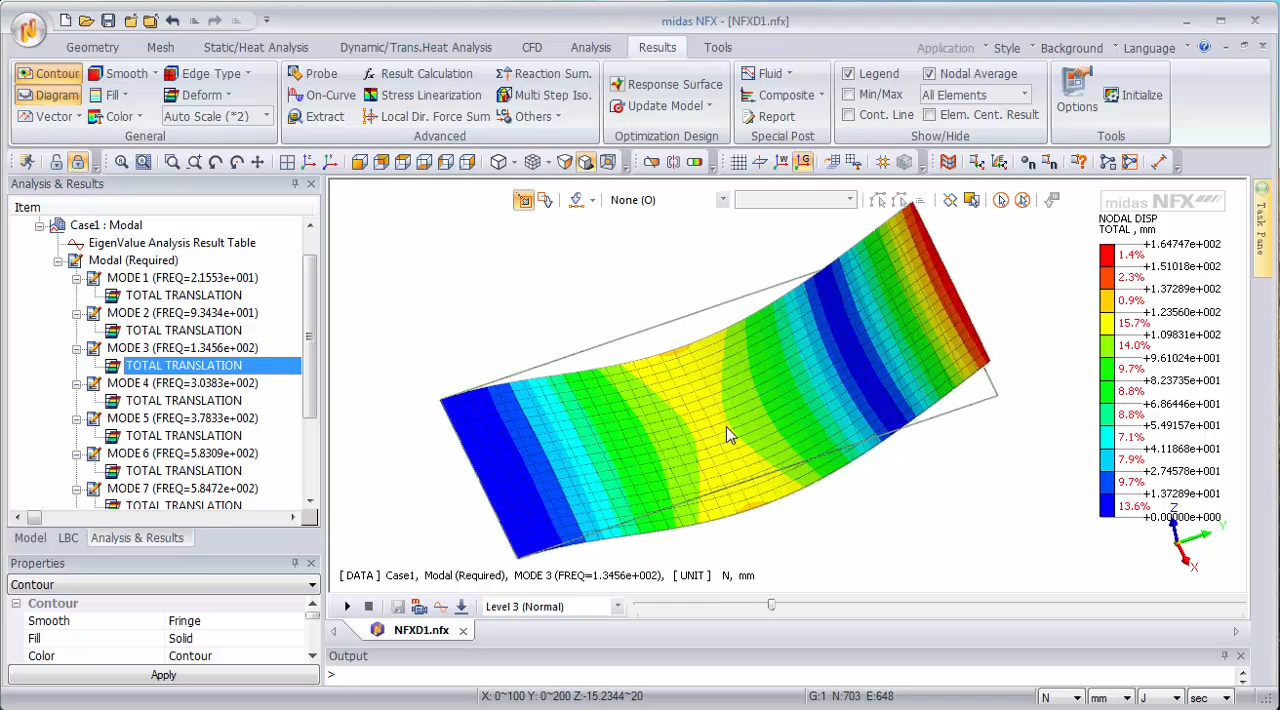 midas NFX - [NFXD1.nfx]
Geometry Mesh Static/Heat Analysis Dynamic/Trans.Heat Analysis CFD Analysis Results Tools Application Style Background Language
Contour Smooth Edge Type Probe Result Calculation Reaction Sum. Response Surface Fluid Legend Nodal Average
Diagram Fill Deform On-Curve Stress Linearization Multi Step Iso. Update Model Composite Min/Max All Elements Options Initialize
Vector Color Auto Scale (*2) Extract Local Dir. Force Sum Others Report Cont. Line Elem. Cent. Result
General Advanced Optimization Design Special Post Show/Hide Tools
Analysis & Results
Item
Case1 : Modal
EigenValue Analysis Result Table
Modal (Required)
MODE 1 (FREQ=2.1553e+001)
TOTAL TRANSLATION
MODE 2 (FREQ=9.3434e+001)
TOTAL TRANSLATION
MODE 3 (FREQ=1.3456e+002)
TOTAL TRANSLATION
MODE 4 (FREQ=3.0383e+002)
TOTAL TRANSLATION
MODE 5 (FREQ=3.7833e+002)
TOTAL TRANSLATION
MODE 6 (FREQ=5.8309e+002)
TOTAL TRANSLATION
MODE 7 (FREQ=5.8472e+002)
TOTAL TRANSLATION
Model LBC Analysis & Results
Properties
Contour
Contour
Smooth Fringe
Fill Solid
Color Contour
Apply
None (O)
midas NFX
NODAL DISP
TOTAL , mm
+1.64747e+002
1.4%
+1.51018e+002
2.3%
+1.37289e+002
0.9%
+1.23560e+002
15.7%
+1.09831e+002
14.0%
+9.61024e+001
9.7%
+8.23735e+001
8.8%
+6.86446e+001
8.8%
+5.49157e+001
7.1%
+4.11868e+001
7.9%
+2.74578e+001
9.7%
+1.37289e+001
13.6%
+0.00000e+000
Z
Y
X
Task Pane
[ DATA ] Case1, Modal (Required), MODE 3 (FREQ=1.3456e+002), [ UNIT ] N, mm
Level 3 (Normal)
NFXD1.nfx
Output
>
X: 0~100 Y: 0~200 Z:-15.2344~20 G:1 N:703 E:648 N mm J sec